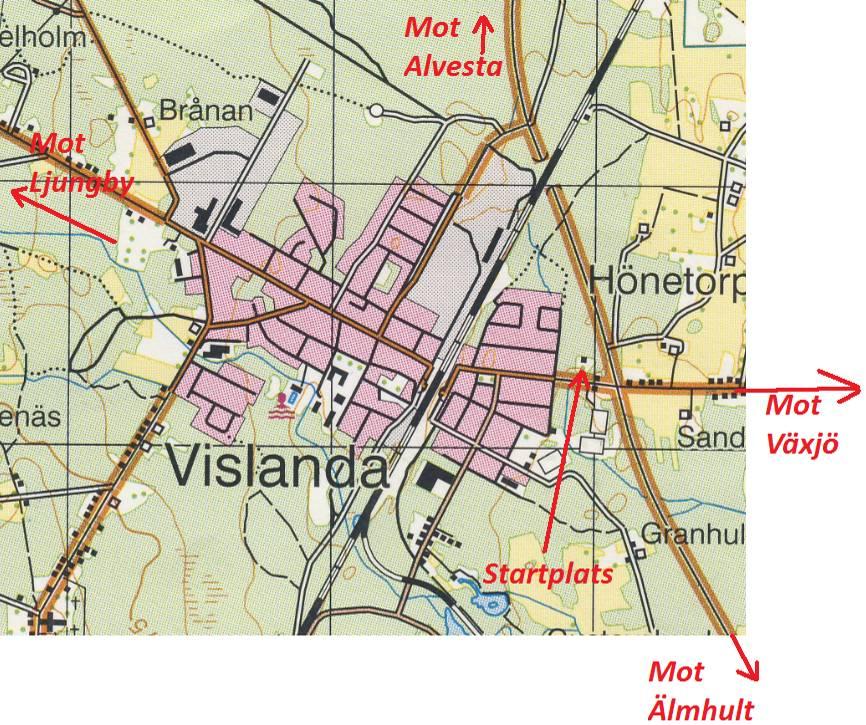 Mot
Alvesta
elholm
Brånan
Mot
Ljungby
Hönetorp
Mot
Växjö
enäs
Sand
Vislanda
Granhul
Startplats
Mot
Älmhult